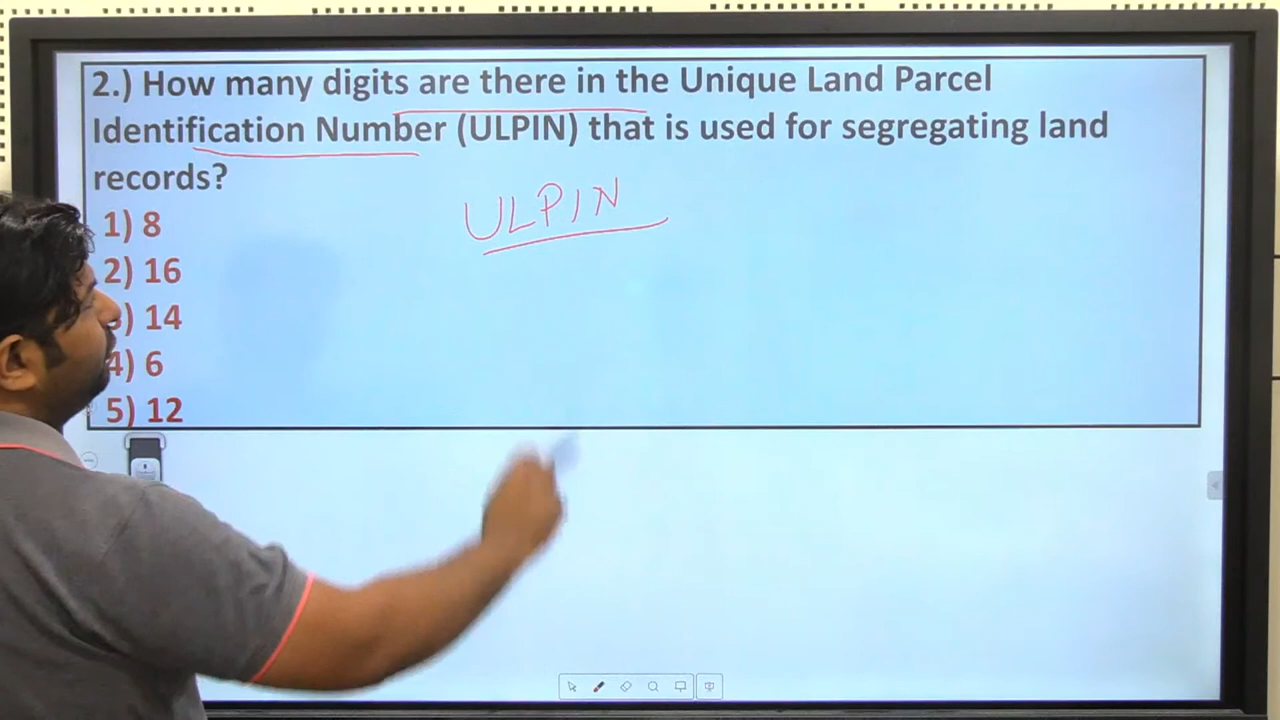 2.) How many digits are there in the Unique Land Parcel
Identification Number (ULPIN) that is used for segregating land
records?
ULPIN
1) 8
2) 16
) 14
4) 6
5) 12